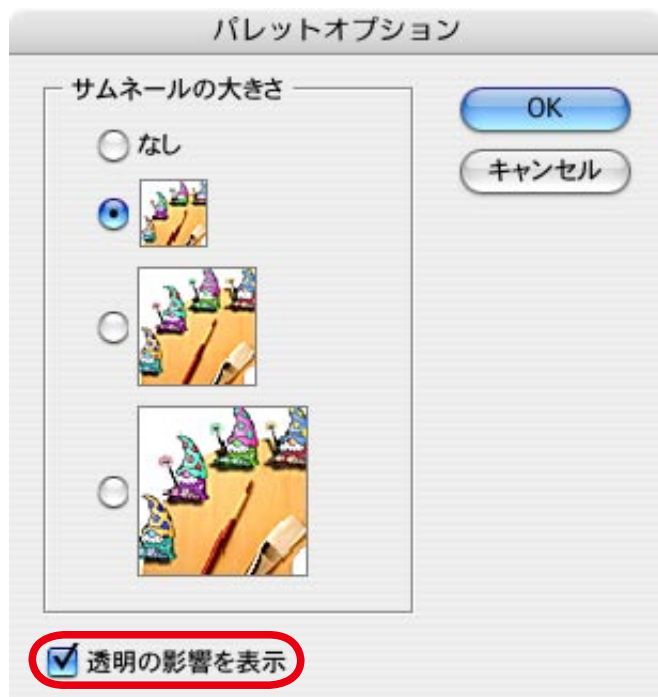 パレットオプション
サムネールの大きさ
なし
OK
キャンセル
透明の影響を表示